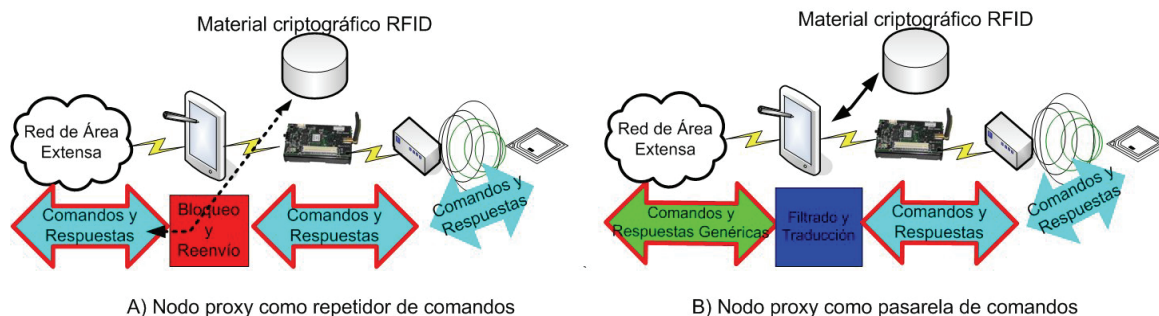 Material criptográfico RFID
Red de Área
Extensa
Comandos y
Respuestas
Bloqueo
y
Reenvío
Comandos y
Respuestas
Comandos y
Respuestas
A) Nodo proxy como repetidor de comandos
Material criptográfico RFID
Red de Área
Extensa
Comandos y
Respuestas Genéricas
Filtrado y
Traducción
Comandos y
Respuestas
Comandos y
Respuestas
B) Nodo proxy como pasarela de comandos